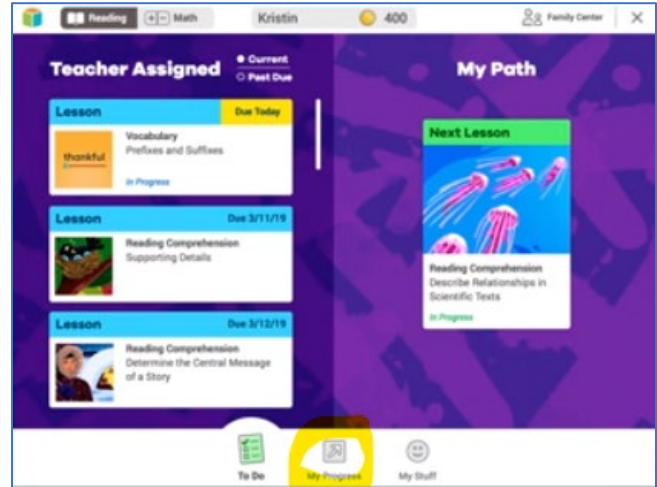 Reading
Math
Kristin
400
Family Center
Teacher Assigned
Current
Past Due
My Path
Lesson
Due Today
thankful
Vocabulary
Prefixes and Suffixes
In Progress
Lesson
Due 3/11/19
Reading Comprehension
Supporting Details
Lesson
Due 3/12/19
Reading Comprehension
Determine the Central Message
of a Story
Next Lesson
Reading Comprehension
Describe Relationships in
Scientific Texts
In Progress
To Do
My Progress
My Stuff